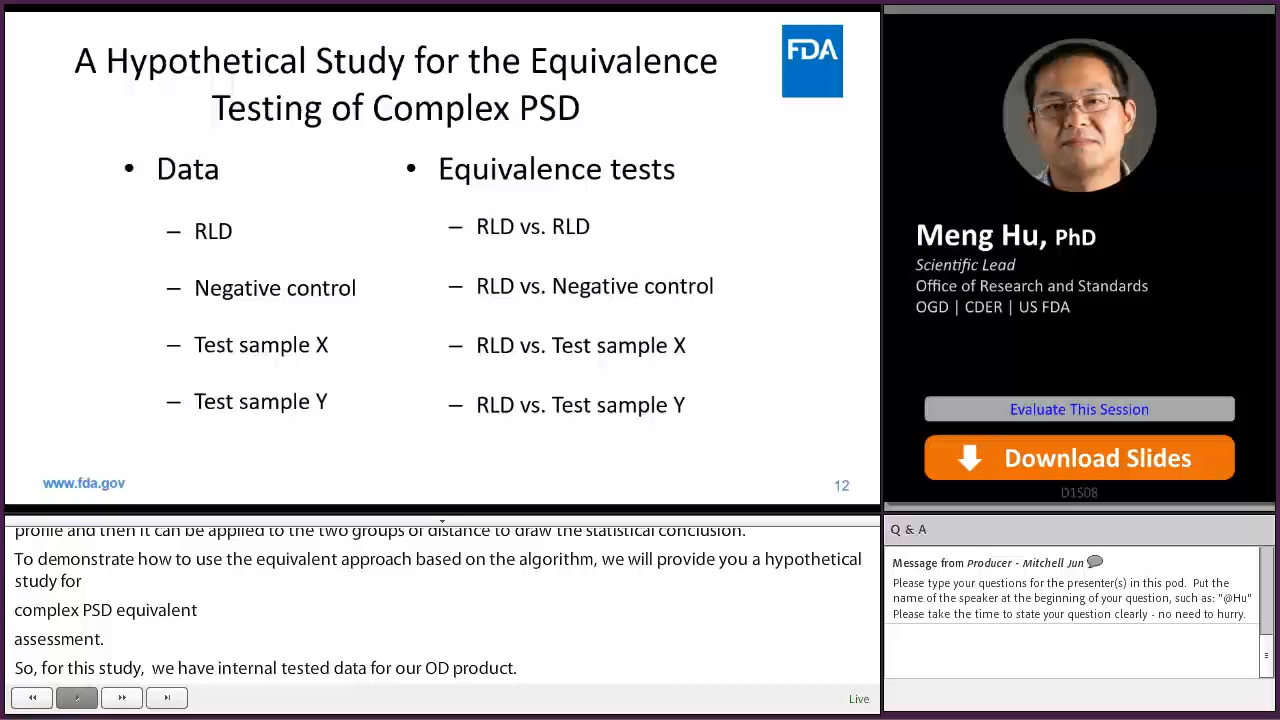 A Hypothetical Study for the Equivalence
Testing of Complex PSD
FDA
• Data
– RLD
– Negative control
– Test sample X
– Test sample Y
• Equivalence tests
– RLD vs. RLD
– RLD vs. Negative control
– RLD vs. Test sample X
– RLD vs. Test sample Y
www.fda.gov
12
Meng Hu, PhD
Scientific Lead
Office of Research and Standards
OGD | CDER | US FDA
Evaluate This Session
Download Slides
D1S08
profile and then it can be applied to the two groups of distance to draw the statistical conclusion.
To demonstrate how to use the equivalent approach based on the algorithm, we will provide you a hypothetical
study for
complex PSD equivalent
assessment.
So, for this study,  we have internal tested data for our OD product.
Live
Q & A
Message from Producer - Mitchell Jun
Please type your questions for the presenter(s) in this pod.  Put the
name of the speaker at the beginning of your question, such as: "@Hu"
Please take the time to state your question clearly - no need to hurry.